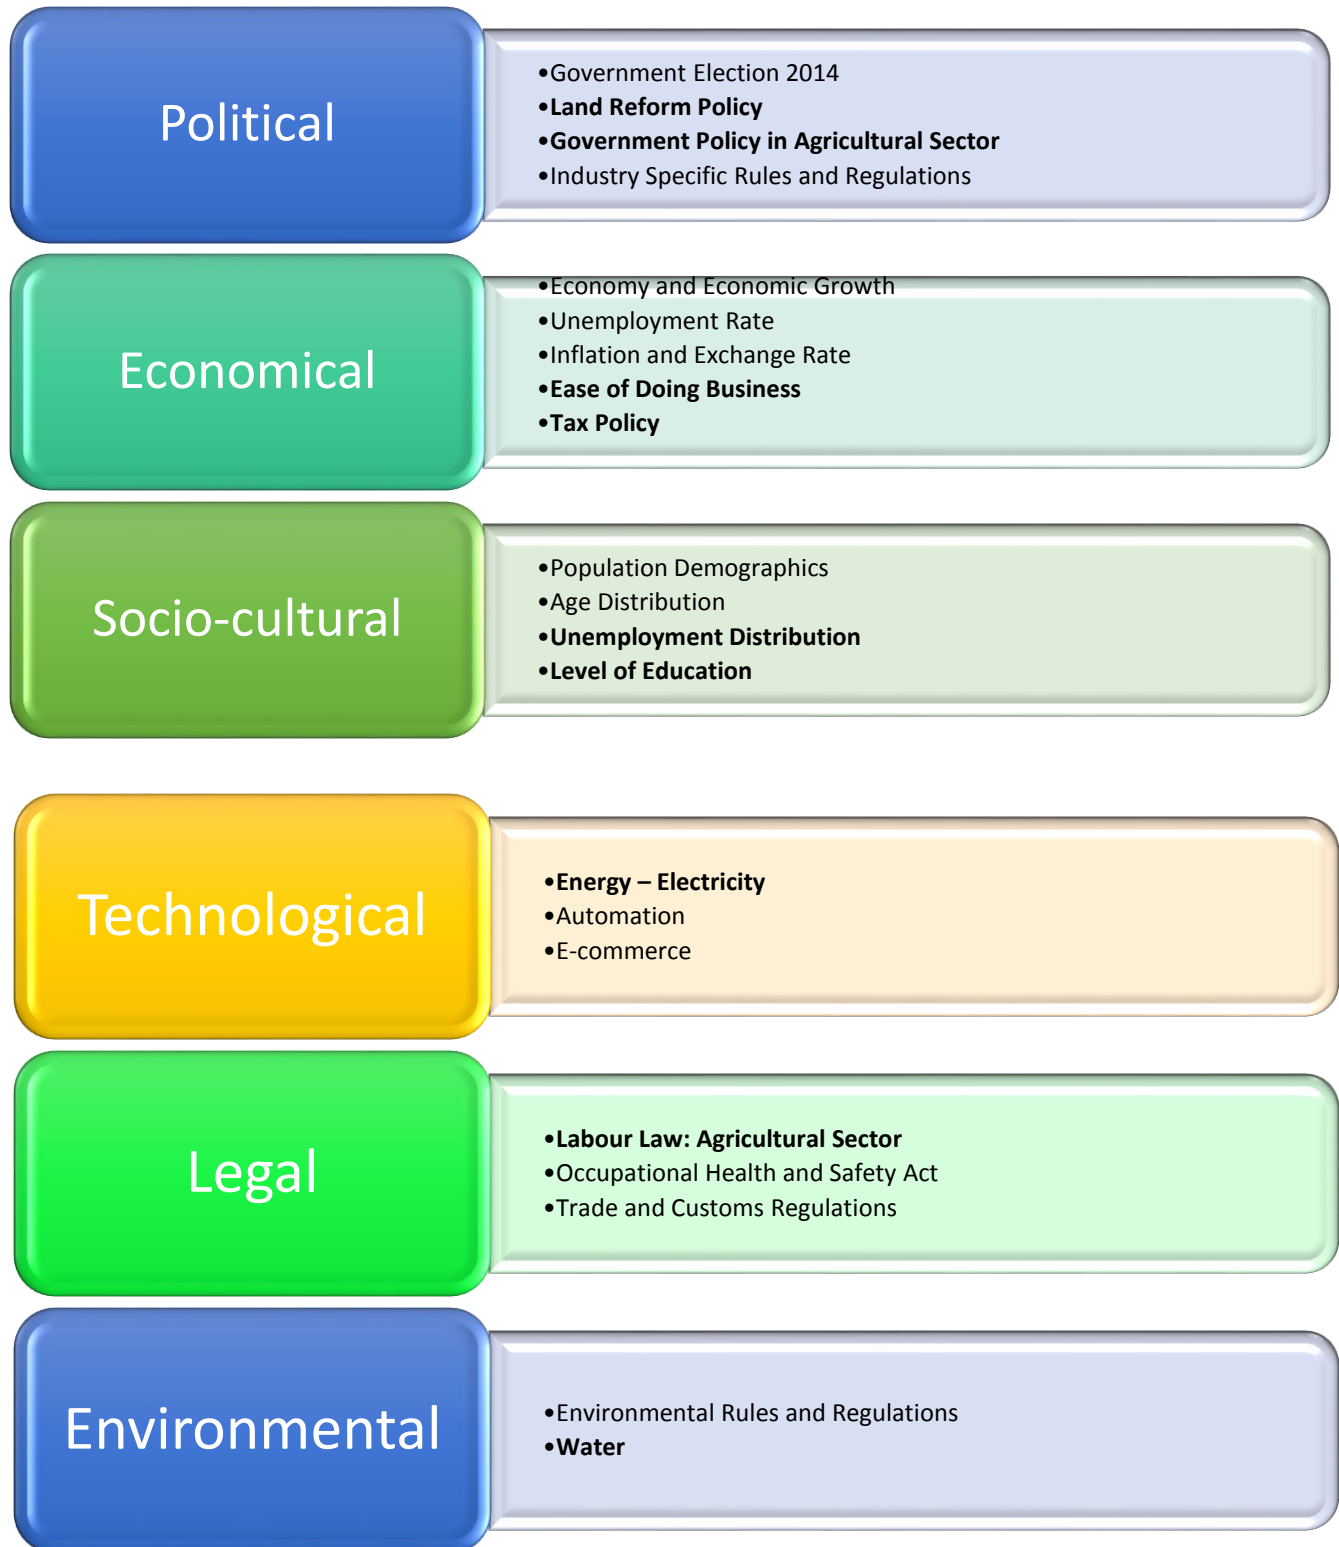 Political
•Government Election 2014
•Land Reform Policy
•Government Policy in Agricultural Sector
•Industry Specific Rules and Regulations
Economical
•Economy and Economic Growth
•Unemployment Rate
•Inflation and Exchange Rate
•Ease of Doing Business
•Tax Policy
Socio-cultural
•Population Demographics
•Age Distribution
•Unemployment Distribution
•Level of Education
Technological
•Energy – Electricity
•Automation
•E-commerce
Legal
•Labour Law: Agricultural Sector
•Occupational Health and Safety Act
•Trade and Customs Regulations
Environmental
•Environmental Rules and Regulations
•Water